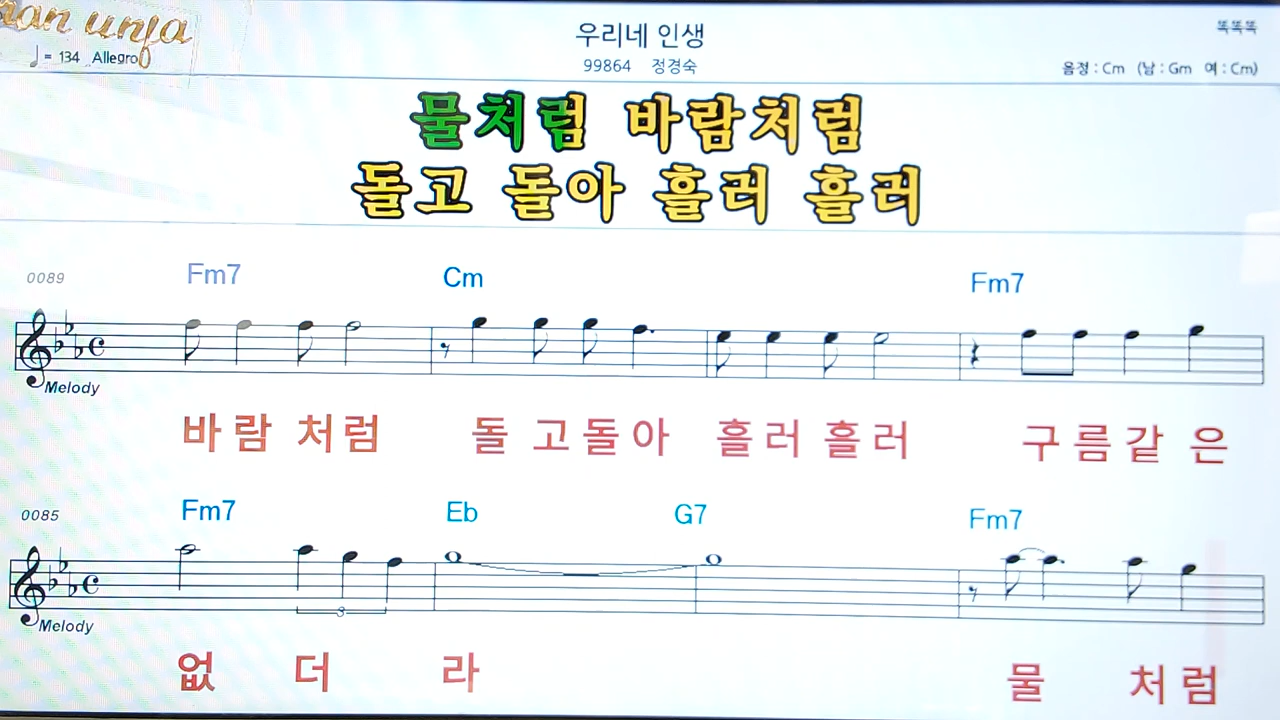 우리네 인생
똑똑똑
♩= 134 Allegro
99864 정경숙
음정 : Cm (남 : Gm 여 : Cm)
물처럼 바람처럼
돌고 돌아 흘러 흘러
0089 Fm7 Cm Fm7
Melody
바 람 처 럼 돌 고 돌 아 흘 러 흘 러 구 름 같 은
0085 Fm7 Eb G7 Fm7
3
Melody
없 더 라 물 처 럼